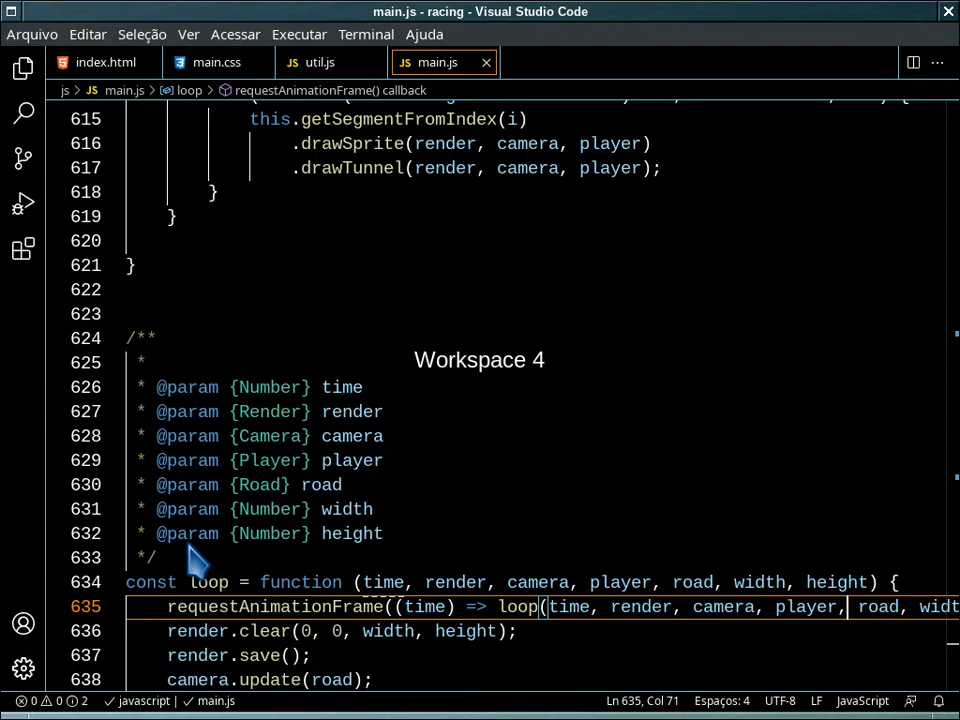 main.js - racing - Visual Studio Code
Arquivo Editar Seleção Ver Acessar Executar Terminal Ajuda
index.html main.css JS util.js JS main.js
js > JS main.js > loop > requestAnimationFrame() callback
615 this.getSegmentFromIndex(i)
616 .drawSprite(render, camera, player)
617 .drawTunnel(render, camera, player);
618 }
619 }
620
621 }
622
623
624 /**
625 *
Workspace 4
626 * @param {Number} time
627 * @param {Render} render
628 * @param {Camera} camera
629 * @param {Player} player
630 * @param {Road} road
631 * @param {Number} width
632 * @param {Number} height
633 */
634 const loop = function (time, render, camera, player, road, width, height) {
635 requestAnimationFrame((time) => loop(time, render, camera, player, road, widt
636 render.clear(0, 0, width, height);
637 render.save();
638 camera.update(road);
0 0 2 javascript | main.js Ln 635, Col 71 Espaços: 4 UTF-8 LF JavaScript